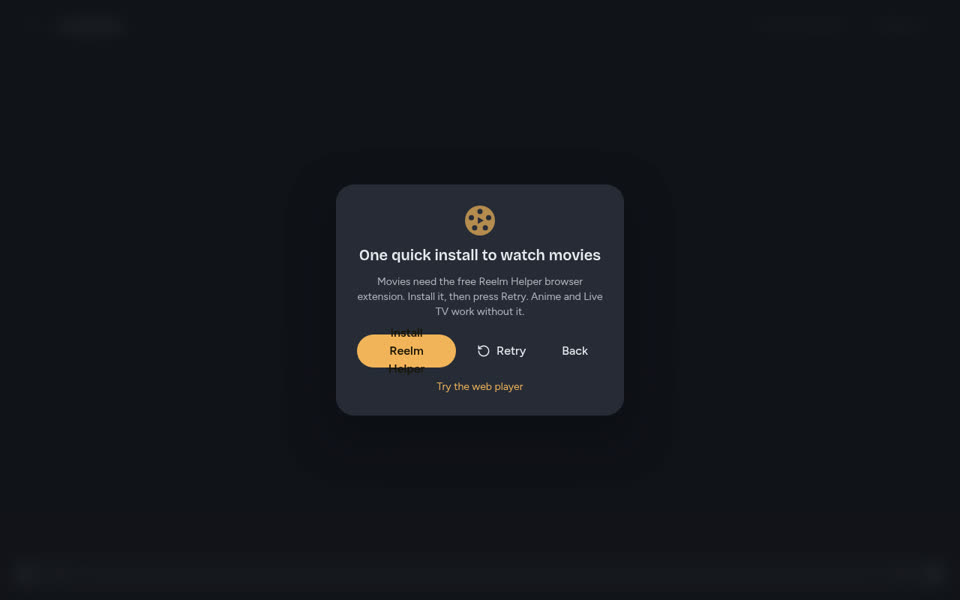 One quick install to watch movies
Movies need the free Reelm Helper browser
extension. Install it, then press Retry. Anime and Live
TV work without it.
Install
Reelm
Helper
Retry
Back
Try the web player